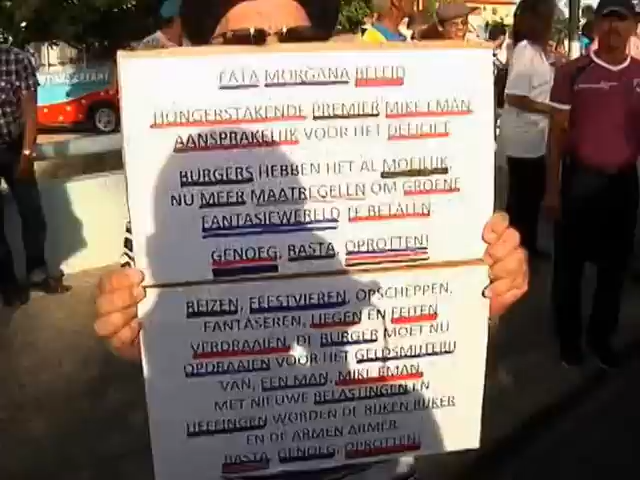 FATA MORGANA BELEID
HONGERSTAKENDE PREMIER MIKE EMAN
AANSPRAKELIJK VOOR HET DEFICIET
BURGERS HEBBEN HET AL MOEILIJK,
NU MEER MAATREGELEN OM GROENE
FANTASIEWERELD TE BETALEN
GENOEG, BASTA, OPROTTEN!
REIZEN, FEESTVIEREN, OPSCHEPPEN,
FANTASEREN, LIEGEN EN FEITEN
VERDRAAIEN, DE BURGER MOET NU
OPDRAAIEN VOOR HET GELDSMIJTERIJ
VAN, EEN MAN, MIKE EMAN.
MET NIEUWE BELASTINGEN EN
HEFFINGEN WORDEN DE RIJKEN RIJKER
EN DE ARMEN ARMER
BASTA, GENOEG, OPROTTEN!